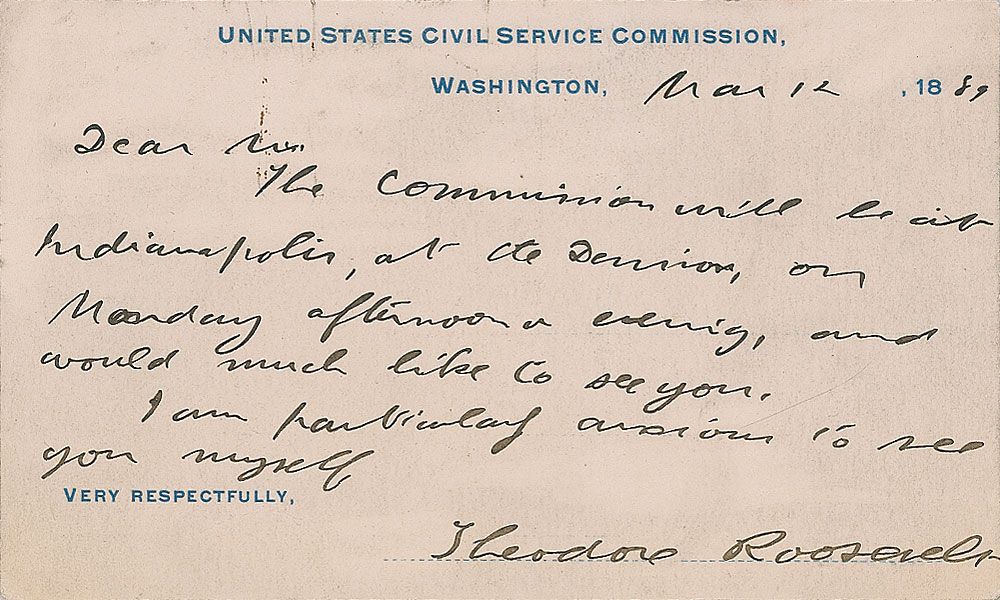 UNITED STATES CIVIL SERVICE COMMISSION,
WASHINGTON, Mar 12, 1889
Dear Sir:
The Commission will be at
Indianapolis, at the Denison, on
Monday afternoon & evening, and
would much like to see you.
I am particularly anxious to see
you myself
VERY RESPECTFULLY,
Theodore Roosevelt